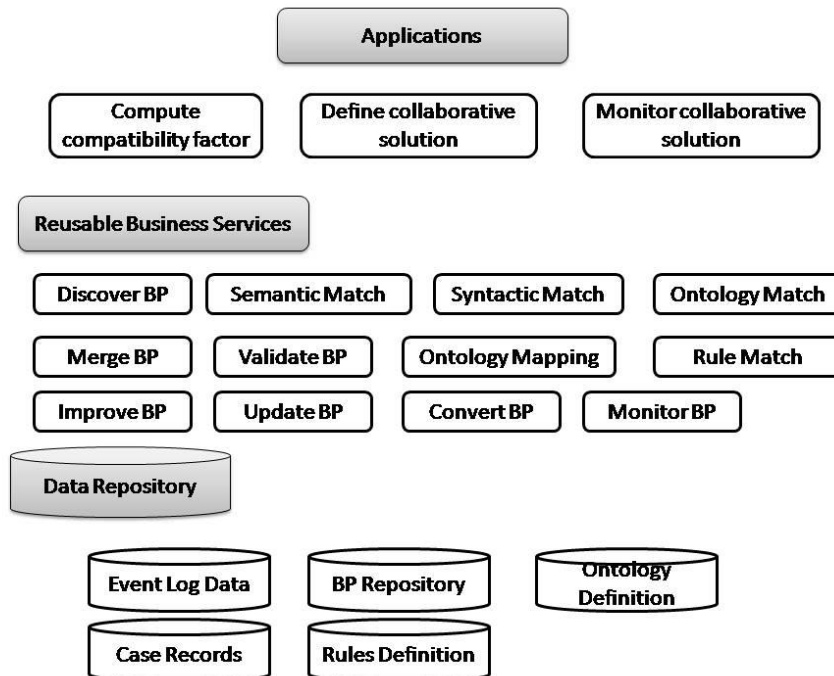 Applications
Compute
compatibility factor
Define collaborative
solution
Monitor collaborative
solution
Reusable Business Services
Discover BP
Semantic Match
Syntactic Match
Ontology Match
Merge BP
Validate BP
Ontology Mapping
Rule Match
Improve BP
Update BP
Convert BP
Monitor BP
Data Repository
Event Log Data
BP Repository
Ontology
Definition
Case Records
Rules Definition